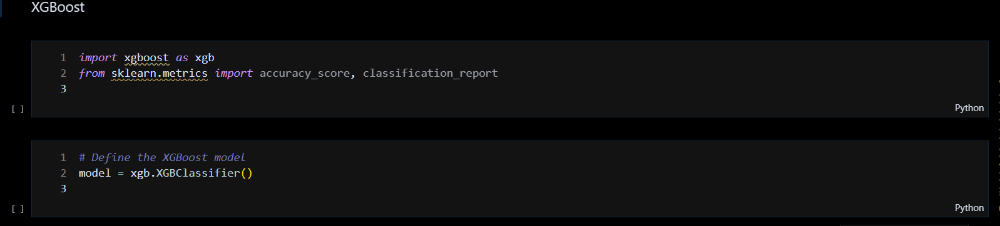 XGBoost
1 import xgboost as xgb
2 from sklearn.metrics import accuracy_score, classification_report
3
[ ]
Python
1 # Define the XGBoost model
2 model = xgb.XGBClassifier()
3
[ ]
Python